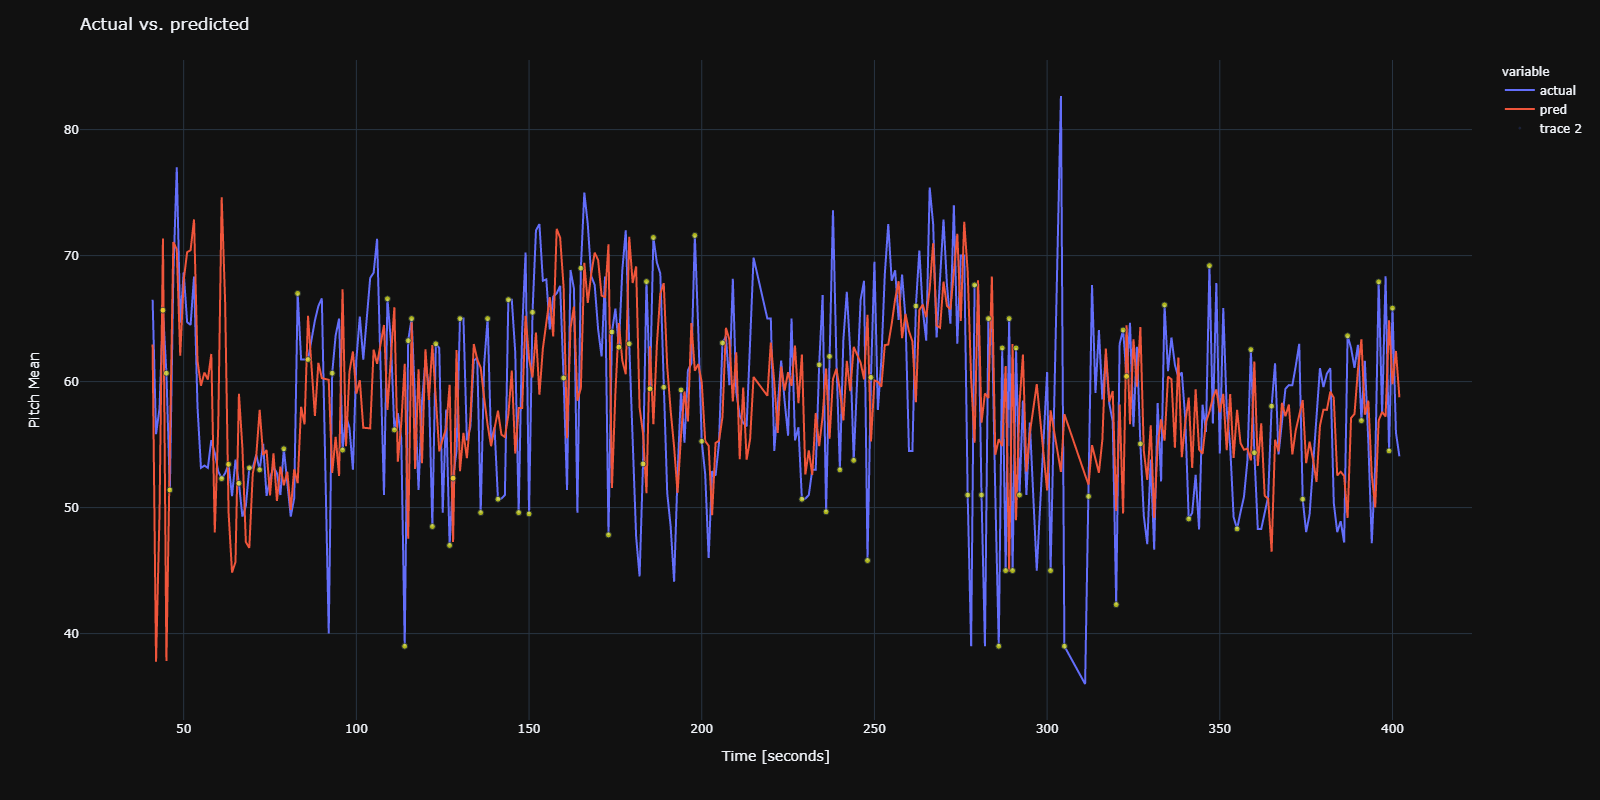 Actual vs. predicted
variable
actual
pred
trace 2
80
70
60
50
40
Pitch Mean
50
100
150
200
250
300
350
400
Time [seconds]